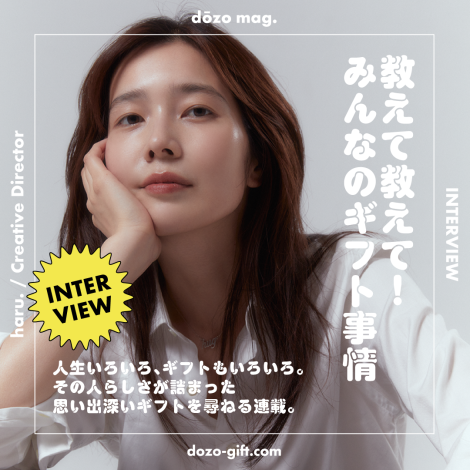 dōzo mag.
教えて教えて!
みんなのギフト事情
INTERVIEW
haru. / Creative Director
INTER
VIEW
人生いろいろ、ギフトもいろいろ。
その人らしさが詰まった
思い出深いギフトを尋ねる連載。
dozo-gift.com